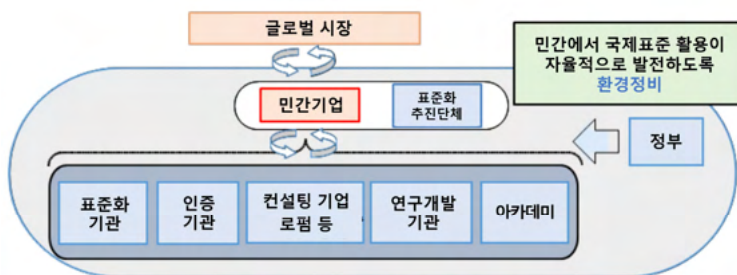 글로벌 시장
민간에서 국제표준 활용이
자율적으로 발전하도록
환경정비
민간기업
표준화
추진단체
정부
표준화
기관
인증
기관
컨설팅 기업
로펌 등
연구개발
기관
아카데미